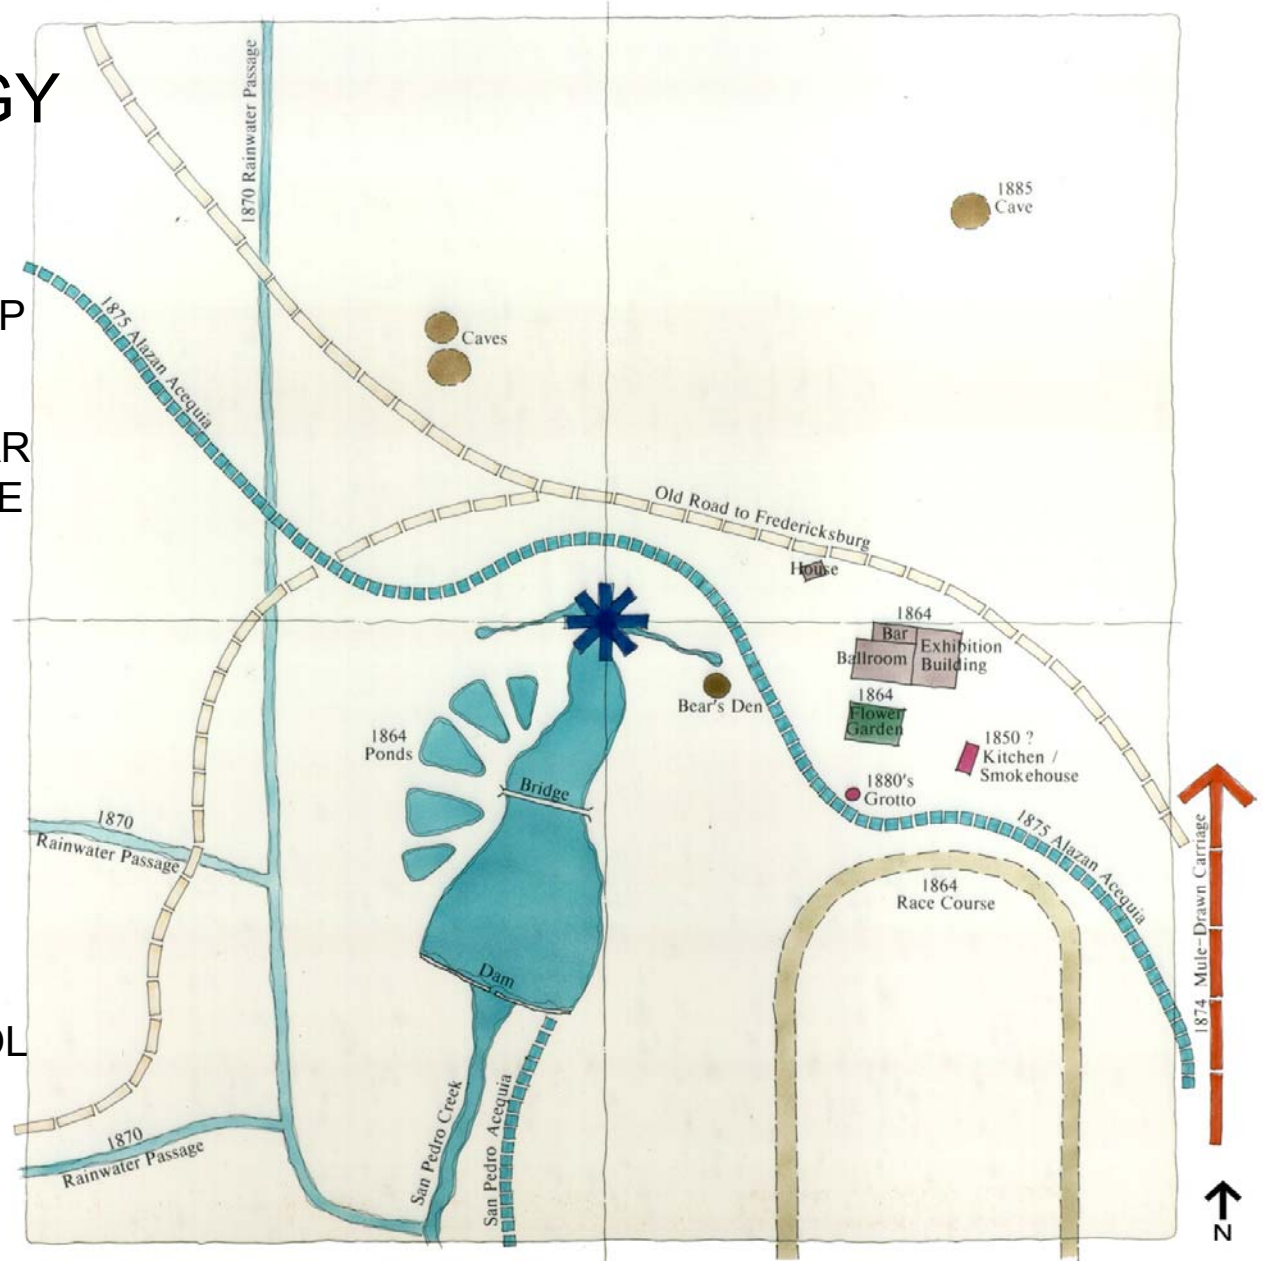 GY
P
AR
E
OL
1870 Rainwater Passage
1885
Cave
Caves
1875 Alazan Acequia
Old Road to Fredericksburg
House
1864
Bar
Ballroom
Exhibition
Building
Bear's Den
1864
Flower
Garden
1864
Ponds
1850 ?
Kitchen /
Smokehouse
Bridge
1880's
Grotto
1870
Rainwater Passage
1875 Alazan Acequia
1864
Race Course
1874 Mule-Drawn Carriage
Dam
San Pedro Creek
San Pedro Acequia
1870
Rainwater Passage
N